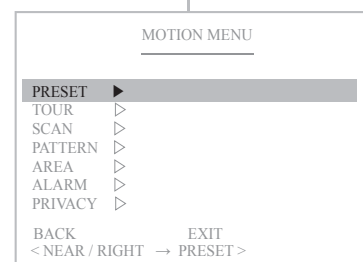 MOTION MENU
PRESET ▶
TOUR ▷
SCAN ▷
PATTERN ▷
AREA ▷
ALARM ▷
PRIVACY ▷
BACK EXIT
< NEAR / RIGHT → PRESET >